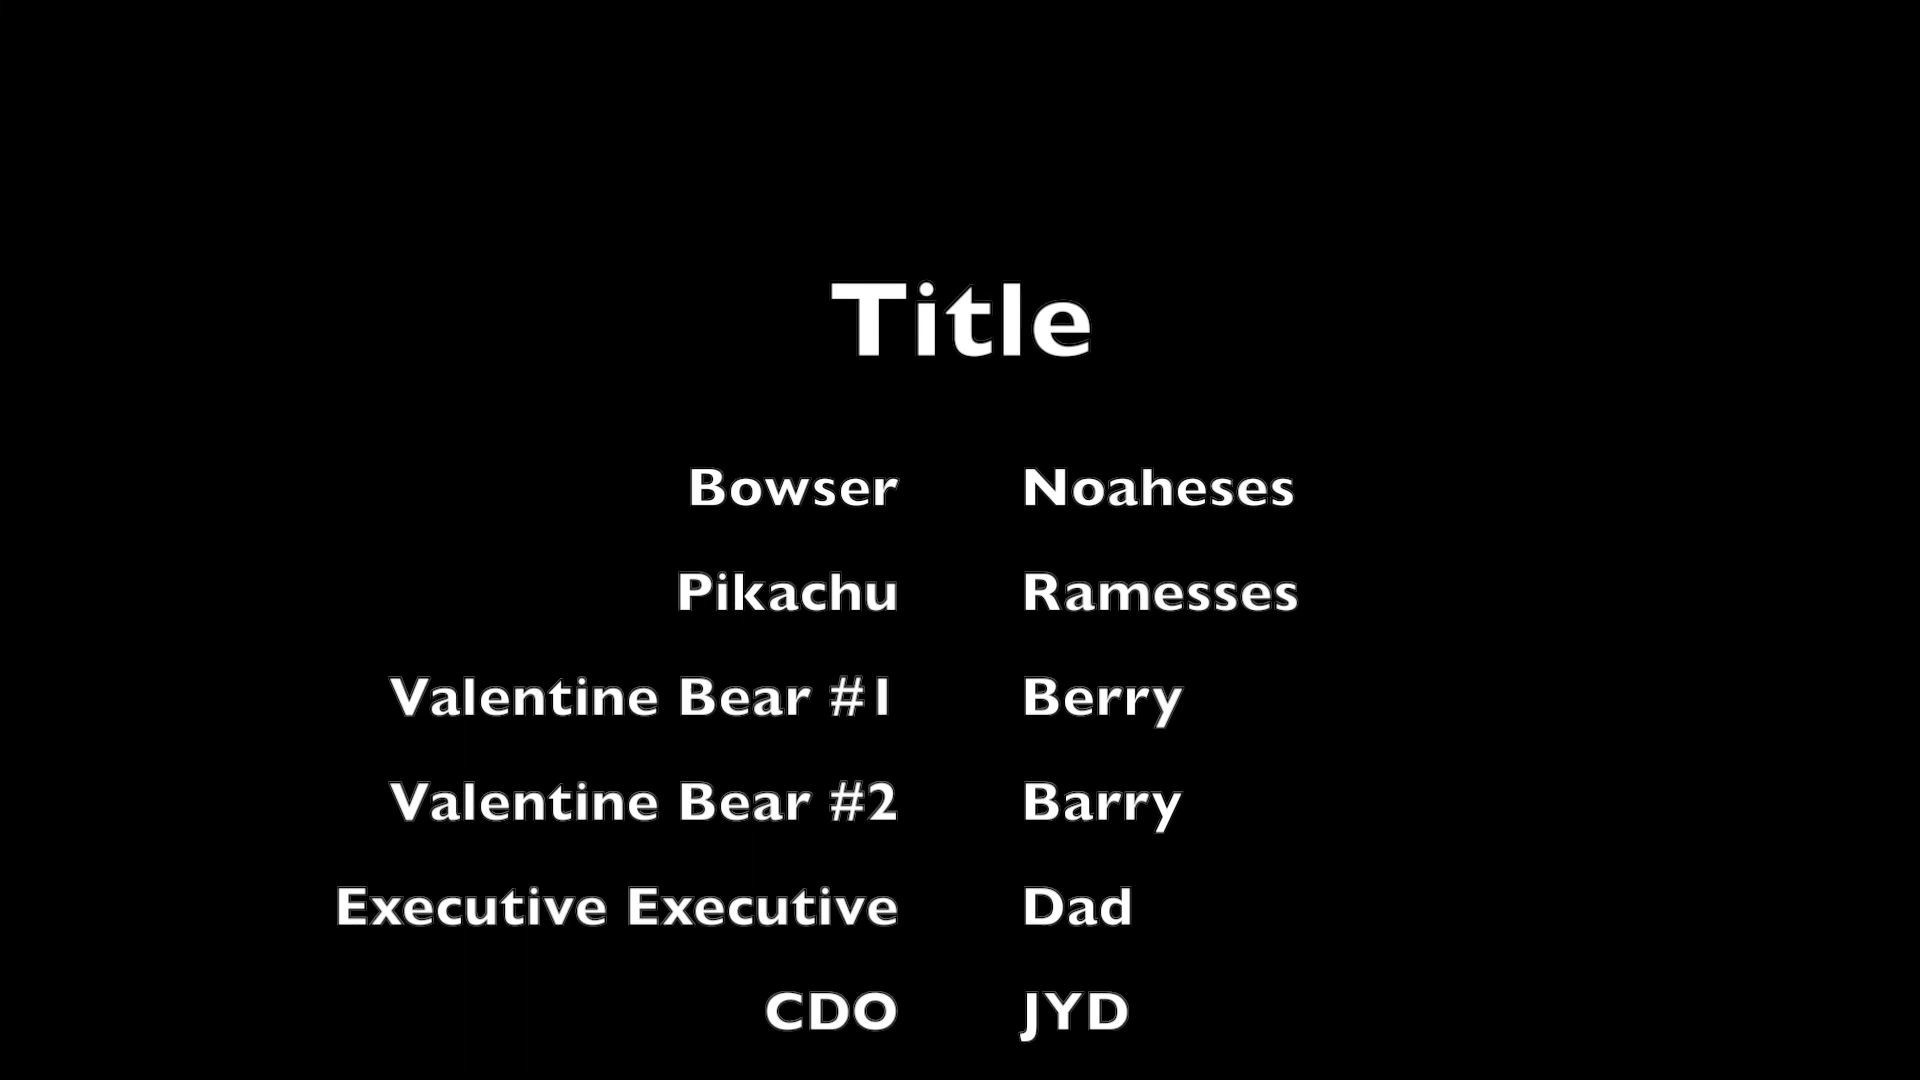 Title
Bowser Noaheses
Pikachu Ramesses
Valentine Bear #1 Berry
Valentine Bear #2 Barry
Executive Executive Dad
CDO JYD